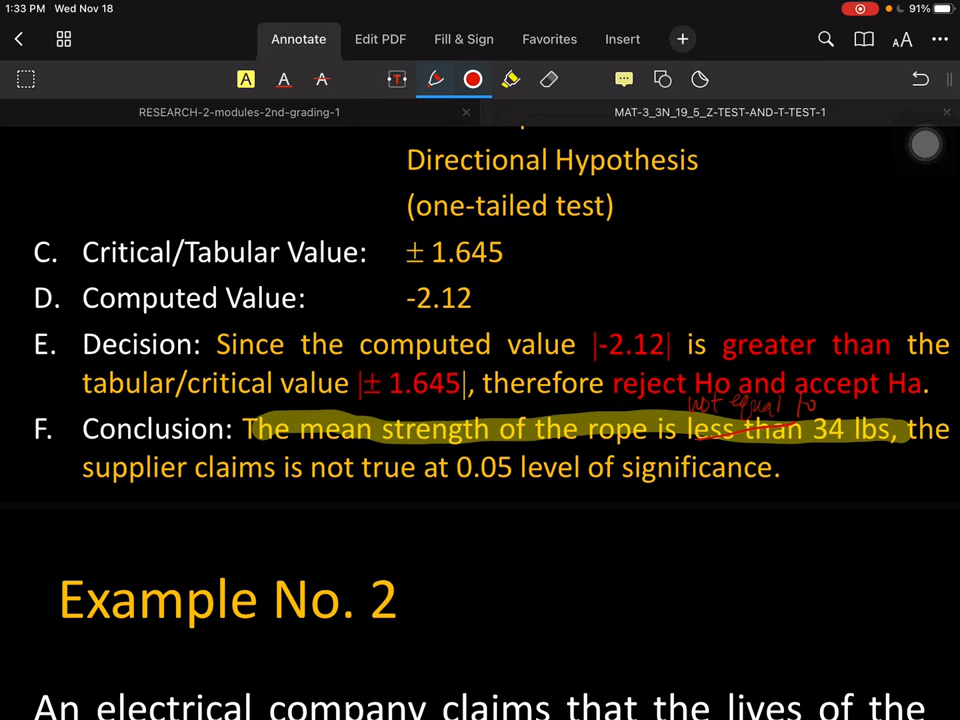 1:33 PM Wed Nov 18
91%
Annotate Edit PDF Fill & Sign Favorites Insert
A A A T
RESEARCH-2-modules-2nd-grading-1 MAT-3_3N_19_5_Z-TEST-AND-T-TEST-1
Directional Hypothesis
(one-tailed test)
C. Critical/Tabular Value: ± 1.645
D. Computed Value: -2.12
E. Decision: Since the computed value |-2.12| is greater than the
tabular/critical value |± 1.645|, therefore reject Ho and accept Ha.
not equal to
F. Conclusion: The mean strength of the rope is less than 34 lbs, the
supplier claims is not true at 0.05 level of significance.
Example No. 2
An electrical company claims that the lives of the